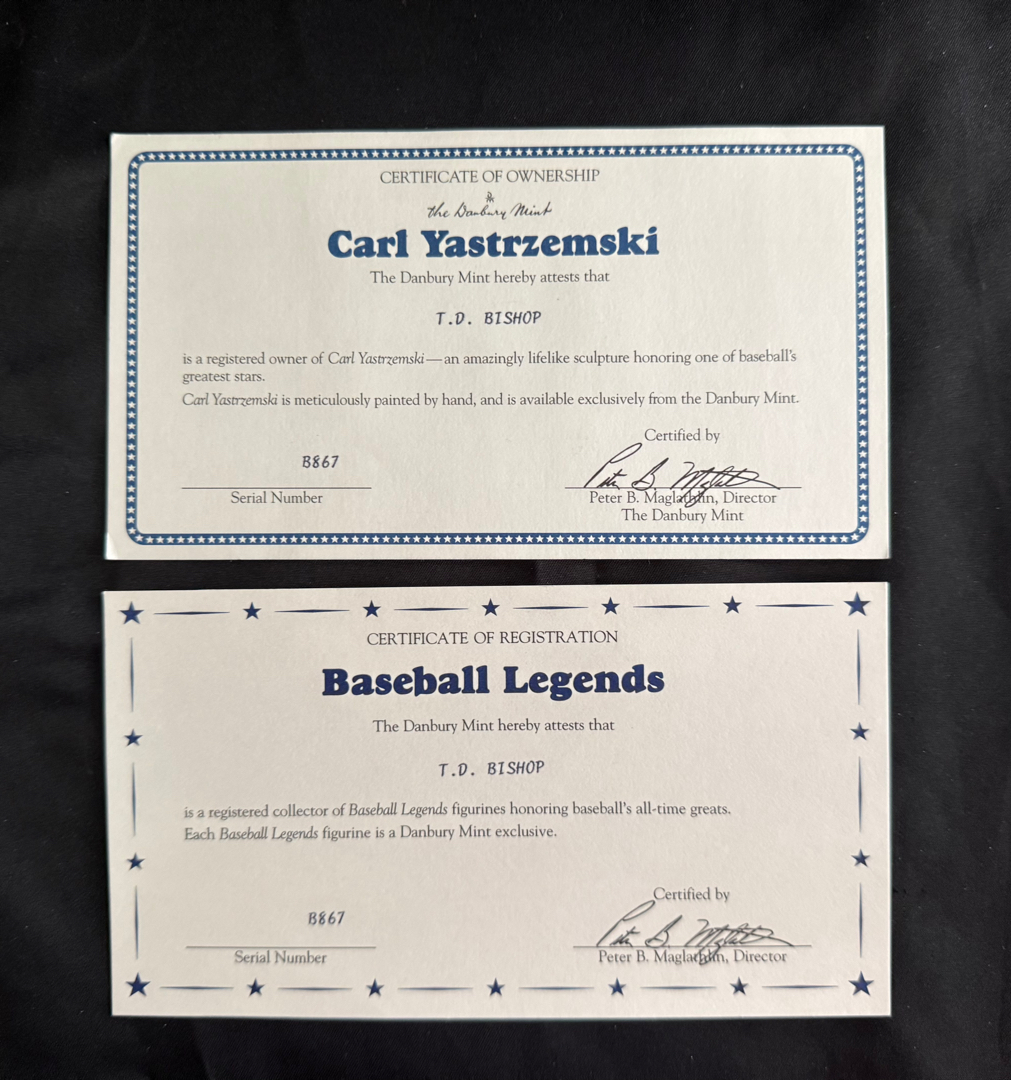 CERTIFICATE OF OWNERSHIP
the Danbury Mint
Carl Yastrzemski
The Danbury Mint hereby attests that
T.D. BISHOP
is a registered owner of Carl Yastrzemski—an amazingly lifelike sculpture honoring one of baseball's
greatest stars.
Carl Yastrzemski is meticulously painted by hand, and is available exclusively from the Danbury Mint.
Certified by
B867
Peter B. Maglathlin
Serial Number
Peter B. Maglathlin, Director
The Danbury Mint
CERTIFICATE OF REGISTRATION
Baseball Legends
The Danbury Mint hereby attests that
T.D. BISHOP
is a registered collector of Baseball Legends figurines honoring baseball's all-time greats.
Each Baseball Legends figurine is a Danbury Mint exclusive.
Certified by
B867
Peter B. Maglathlin
Serial Number
Peter B. Maglathlin, Director